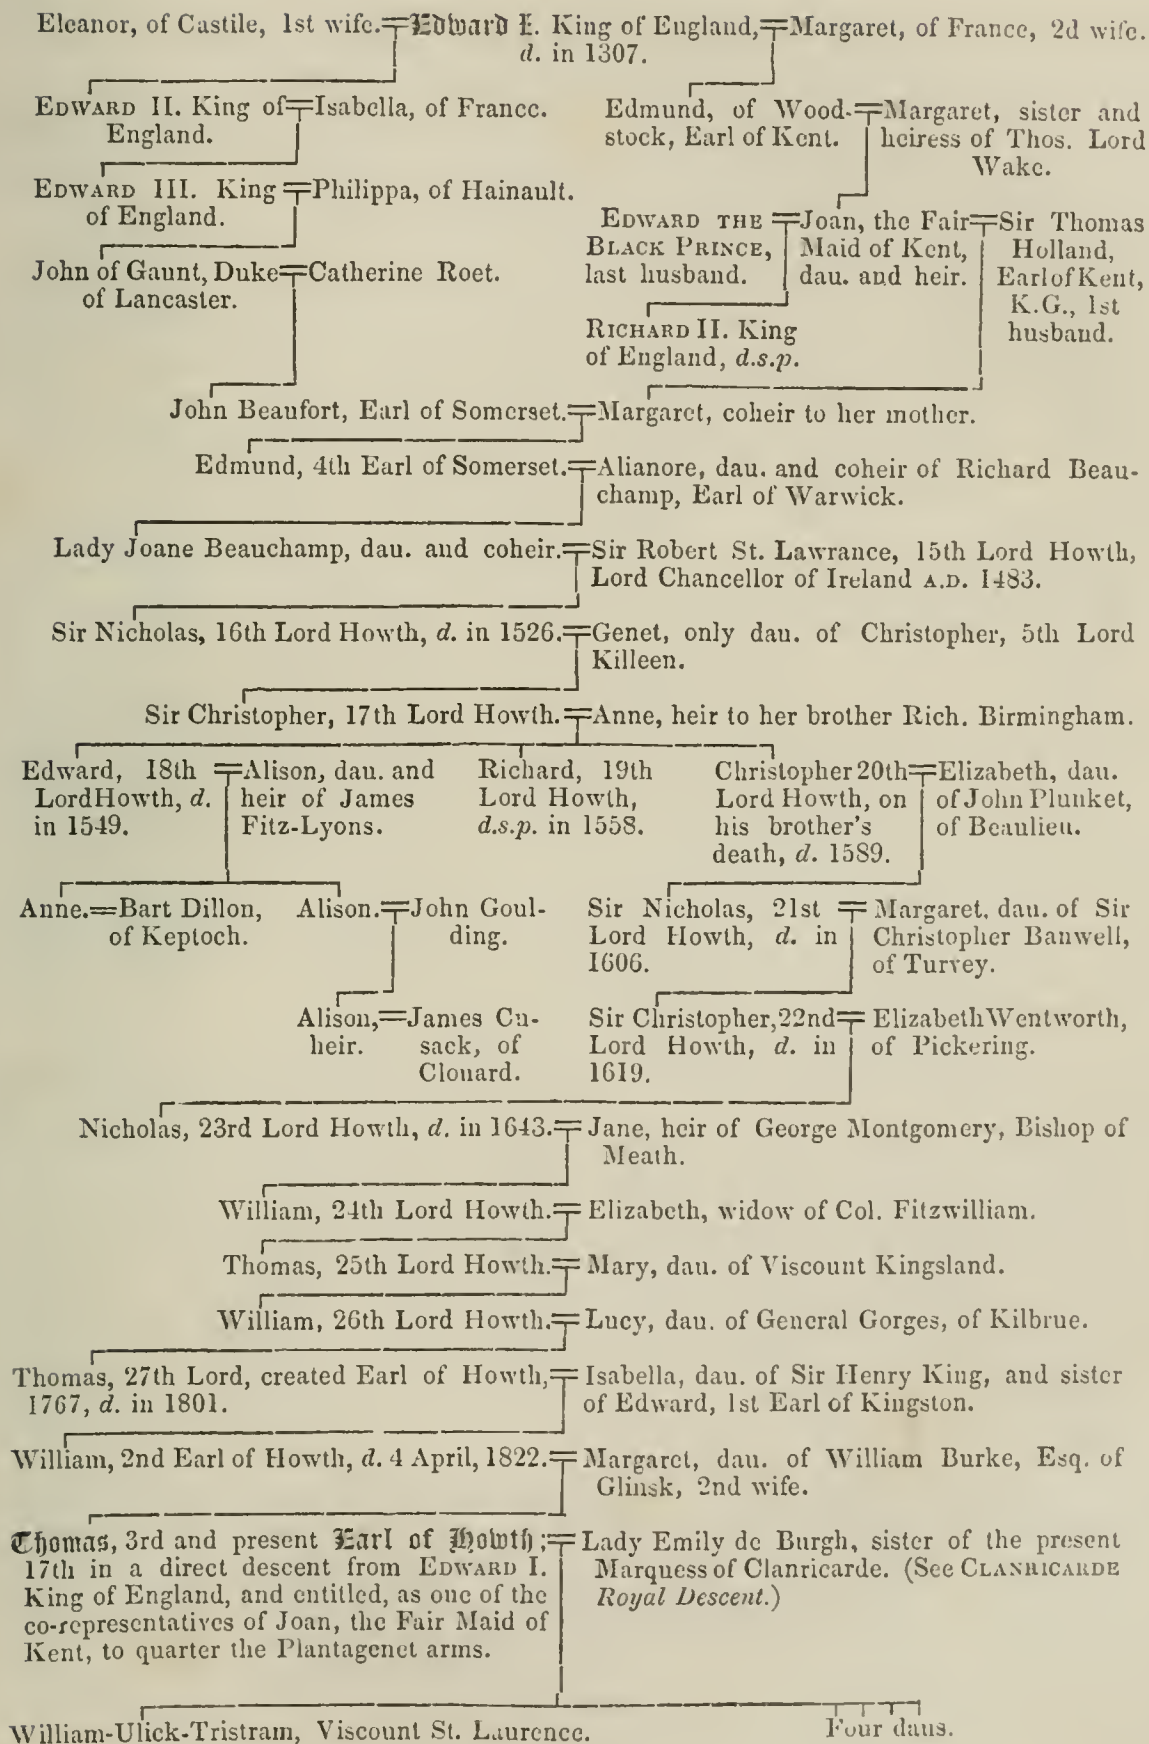 Eleanor, of Castile, 1st wife.=Edward I. King of England,=Margaret, of France, 2d wife.
d. in 1307.
EDWARD II. King of=Isabella, of France.
England.
Edmund, of Wood-=Margaret, sister and
stock, Earl of Kent. heiress of Thos. Lord
Wake.
EDWARD III. King=Philippa, of Hainault.
of England.
EDWARD THE=Joan, the Fair=Sir Thomas
BLACK PRINCE, Maid of Kent, Holland,
last husband. dau. and heir. Earl of Kent,
K.G., 1st
husband.
John of Gaunt, Duke=Catherine Roet.
of Lancaster.
RICHARD II. King
of England, d.s.p.
John Beaufort, Earl of Somerset.=Margaret, coheir to her mother.
Edmund, 4th Earl of Somerset.=Alianore, dau. and coheir of Richard Beau-
champ, Earl of Warwick.
Lady Joane Beauchamp, dau. and coheir.=Sir Robert St. Lawrance, 15th Lord Howth,
Lord Chancellor of Ireland A.D. 1483.
Sir Nicholas, 16th Lord Howth, d. in 1526.=Genet, only dau. of Christopher, 5th Lord
Killeen.
Sir Christopher, 17th Lord Howth.=Anne, heir to her brother Rich. Birmingham.
Edward, 18th=Alison, dau. and
Lord Howth, d. heir of James
in 1549. Fitz-Lyons.
Richard, 19th
Lord Howth,
d.s.p. in 1558.
Christopher 20th=Elizabeth, dau.
Lord Howth, on of John Plunket,
his brother's of Beaulieu.
death, d. 1589.
Anne.=Bart Dillon,
of Keptoch.
Alison.=John Goul-
ding.
Sir Nicholas, 21st=Margaret, dau. of Sir
Lord Howth, d. in Christopher Banwell,
1606. of Turvey.
Alison,=James Cu-
heir. sack, of
Clonard.
Sir Christopher, 22nd=Elizabeth Wentworth,
Lord Howth, d. in of Pickering.
1619.
Nicholas, 23rd Lord Howth, d. in 1643.=Jane, heir of George Montgomery, Bishop of
Meath.
William, 24th Lord Howth.=Elizabeth, widow of Col. Fitzwilliam.
Thomas, 25th Lord Howth.=Mary, dau. of Viscount Kingsland.
William, 26th Lord Howth.=Lucy, dau. of General Gorges, of Kilbrue.
Thomas, 27th Lord, created Earl of Howth,=Isabella, dau. of Sir Henry King, and sister
1767, d. in 1801. of Edward, 1st Earl of Kingston.
William, 2nd Earl of Howth, d. 4 April, 1822.=Margaret, dau. of William Burke, Esq. of
Glinsk, 2nd wife.
Thomas, 3rd and present Earl of Howth;=Lady Emily de Burgh, sister of the present
17th in a direct descent from EDWARD I. Marquess of Clanricarde. (See CLANRICARDE
King of England, and entitled, as one of the Royal Descent.)
co-representatives of Joan, the Fair Maid of
Kent, to quarter the Plantagenet arms.
William-Ulick-Tristram, Viscount St. Laurence. Four daus.